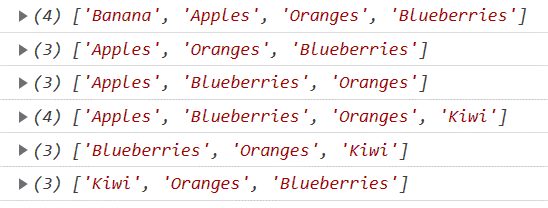 (4) ['Banana', 'Apples', 'Oranges', 'Blueberries']
(3) ['Apples', 'Oranges', 'Blueberries']
(3) ['Apples', 'Blueberries', 'Oranges']
(4) ['Apples', 'Blueberries', 'Oranges', 'Kiwi']
(3) ['Blueberries', 'Oranges', 'Kiwi']
(3) ['Kiwi', 'Oranges', 'Blueberries']